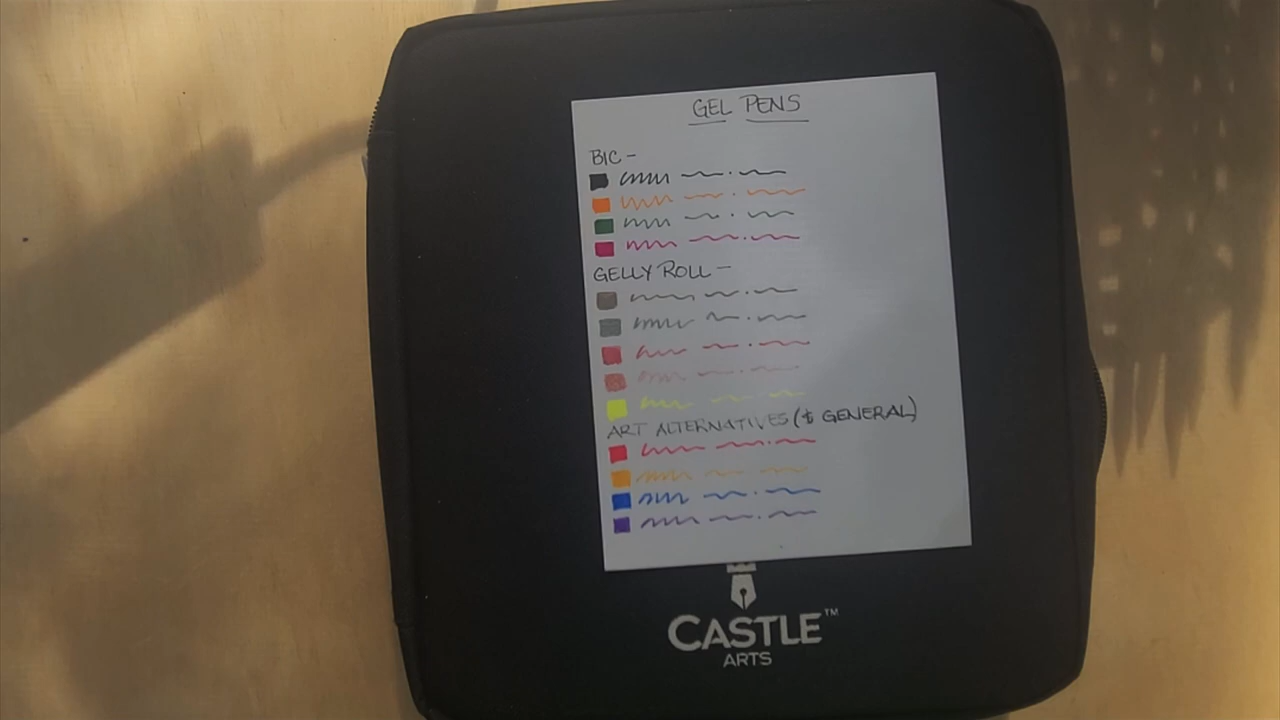 GEL PENS
BIC -
GELLY ROLL -
ART ALTERNATIVES ($ GENERAL)
CASTLE™
ARTS